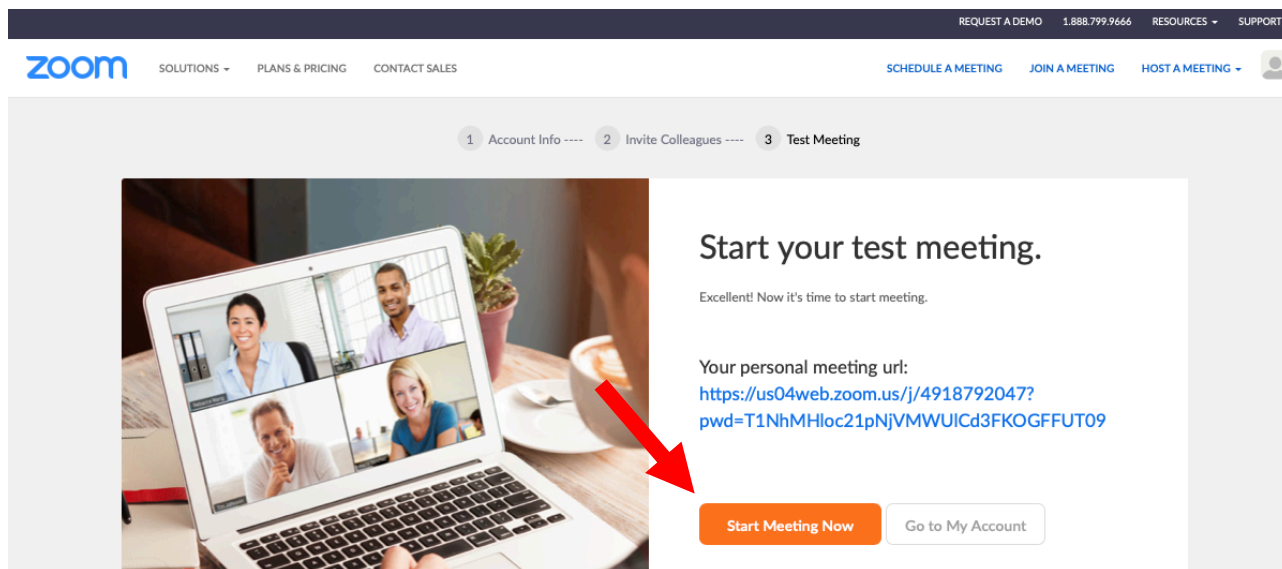 REQUEST A DEMO 1.888.799.9666 RESOURCES SUPPORT
zoom SOLUTIONS PLANS & PRICING CONTACT SALES SCHEDULE A MEETING JOIN A MEETING HOST A MEETING
1 Account Info ---- 2 Invite Colleagues ---- 3 Test Meeting
Start your test meeting.
Excellent! Now it's time to start meeting.
Your personal meeting url:
https://us04web.zoom.us/j/4918792047?
pwd=T1NhMHloc21pNjVMWUlCd3FKOGFFUT09
Start Meeting Now Go to My Account